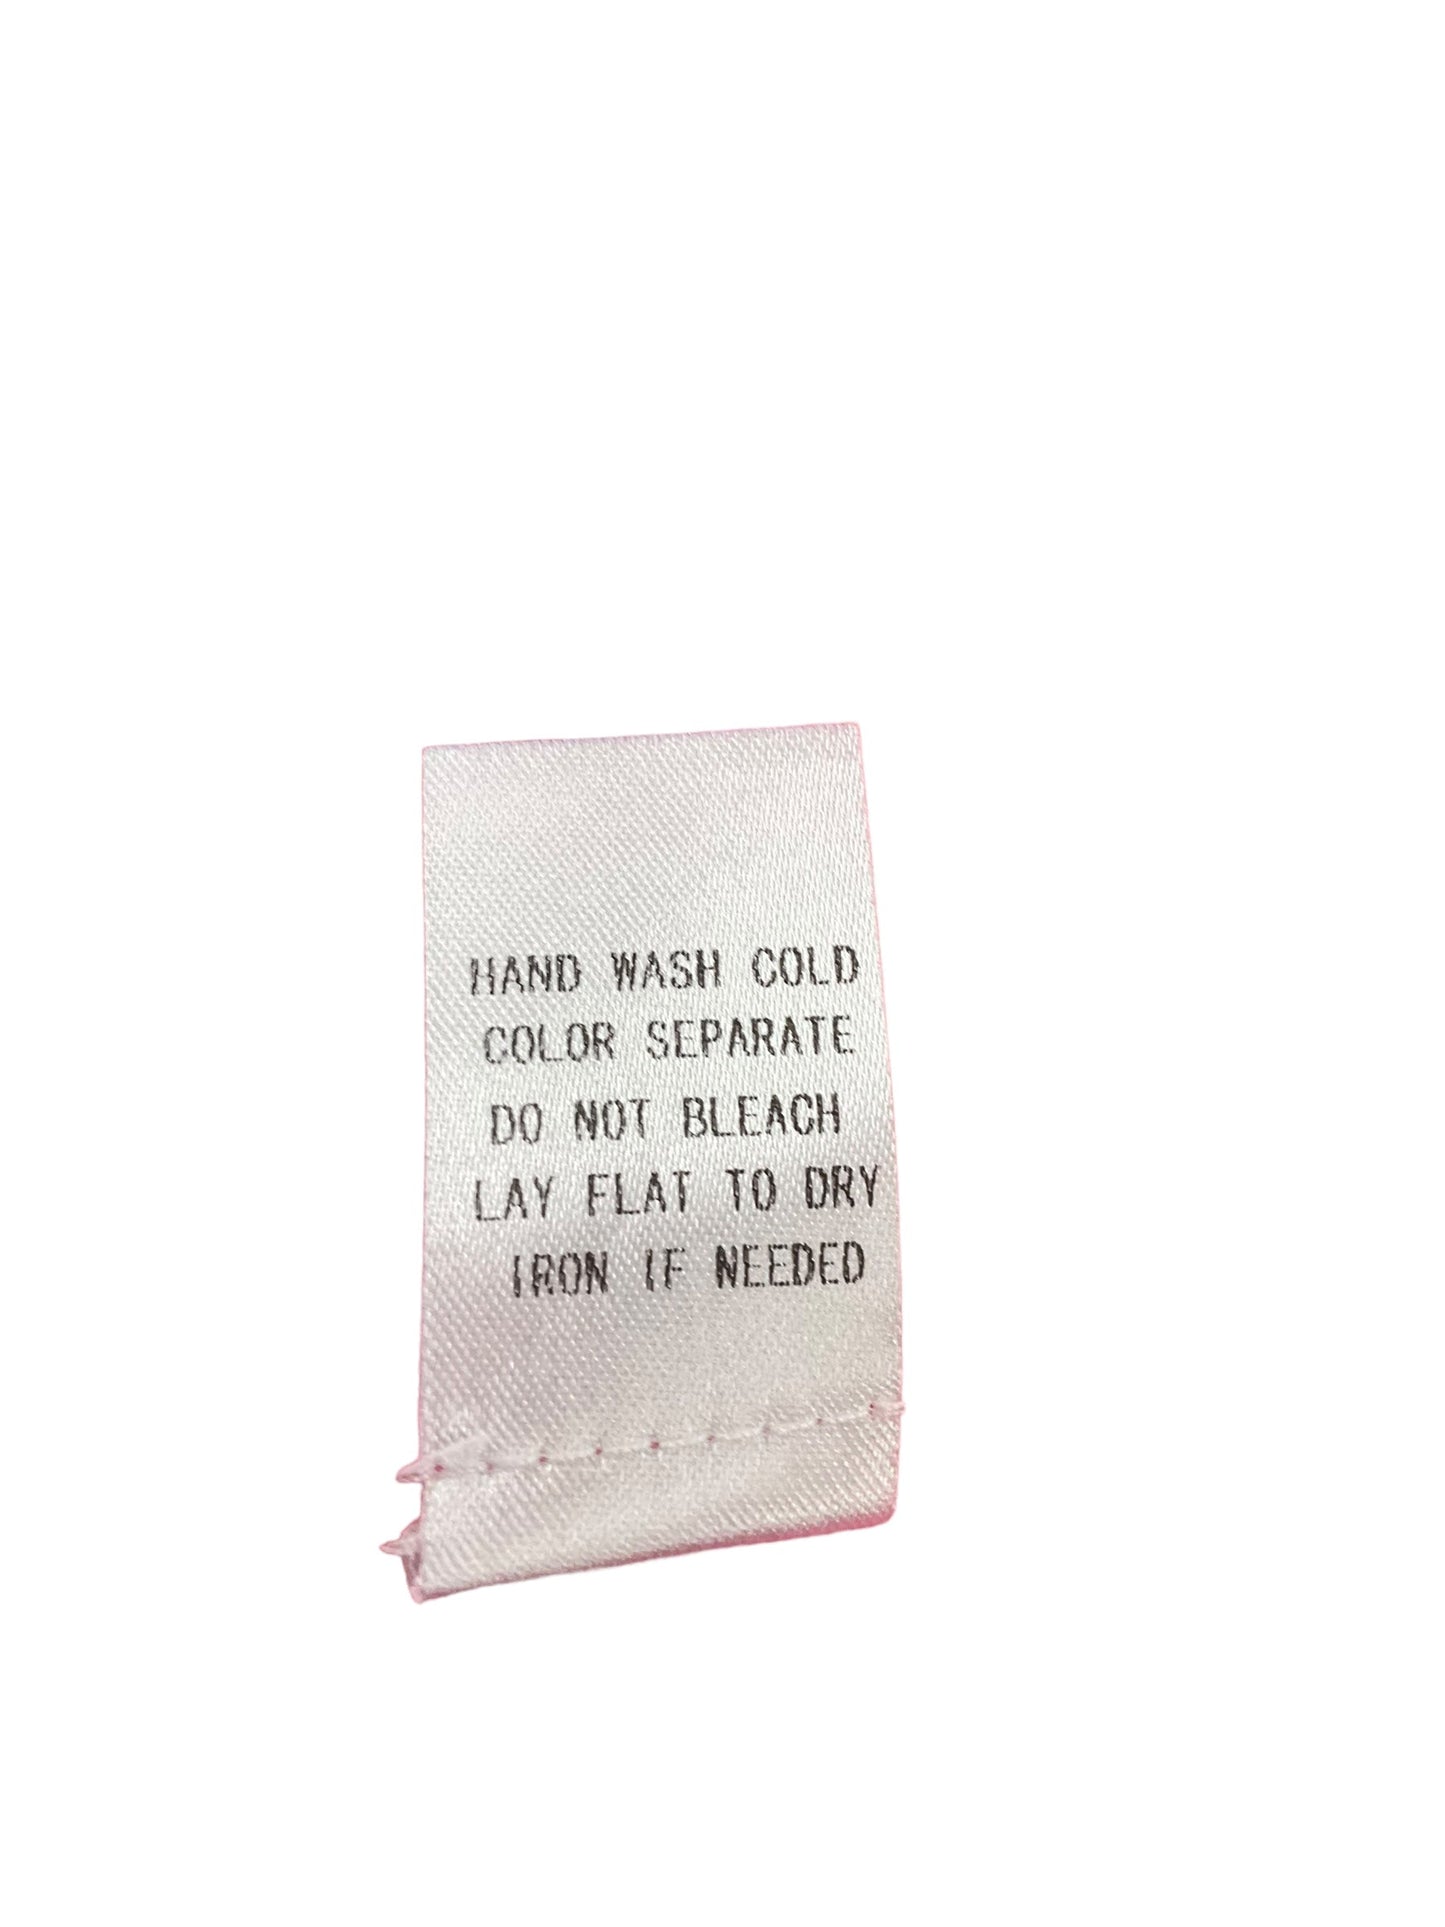 HAND WASH COLD
COLOR SEPARATE
DO NOT BLEACH
LAY FLAT TO DRY
IRON IF NEEDED